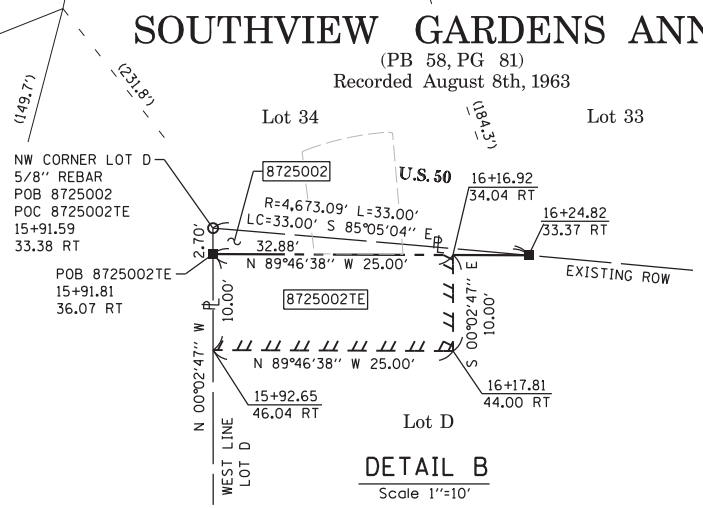 SOUTHVIEW GARDENS ANN
(PB 58, PG 81)
Recorded August 8th, 1963
(149.7')
(231.8')
(184.3')
Lot 34
Lot 33
NW CORNER LOT D
5/8" REBAR
POB 8725002
POC 8725002TE
15+91.59
33.38 RT
8725002
U.S. 50
16+16.92
34.04 RT
16+24.82
33.37 RT
R=4,673.09' L=33.00'
LC=33.00' S 85°05'04" E
PL
2.70'
32.88'
N 89°46'38" W 25.00'
EXISTING ROW
POB 8725002TE
15+91.81
36.07 RT
8725002TE
PL
10.00'
N 00°02'47" W
S 00°02'47" E
10.00'
N 89°46'38" W 25.00'
15+92.65
46.04 RT
16+17.81
44.00 RT
WEST LINE
LOT D
Lot D
DETAIL B
Scale 1"=10'